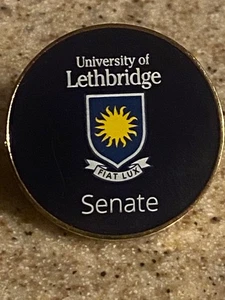 University of
Lethbridge
FIAT LUX
Senate